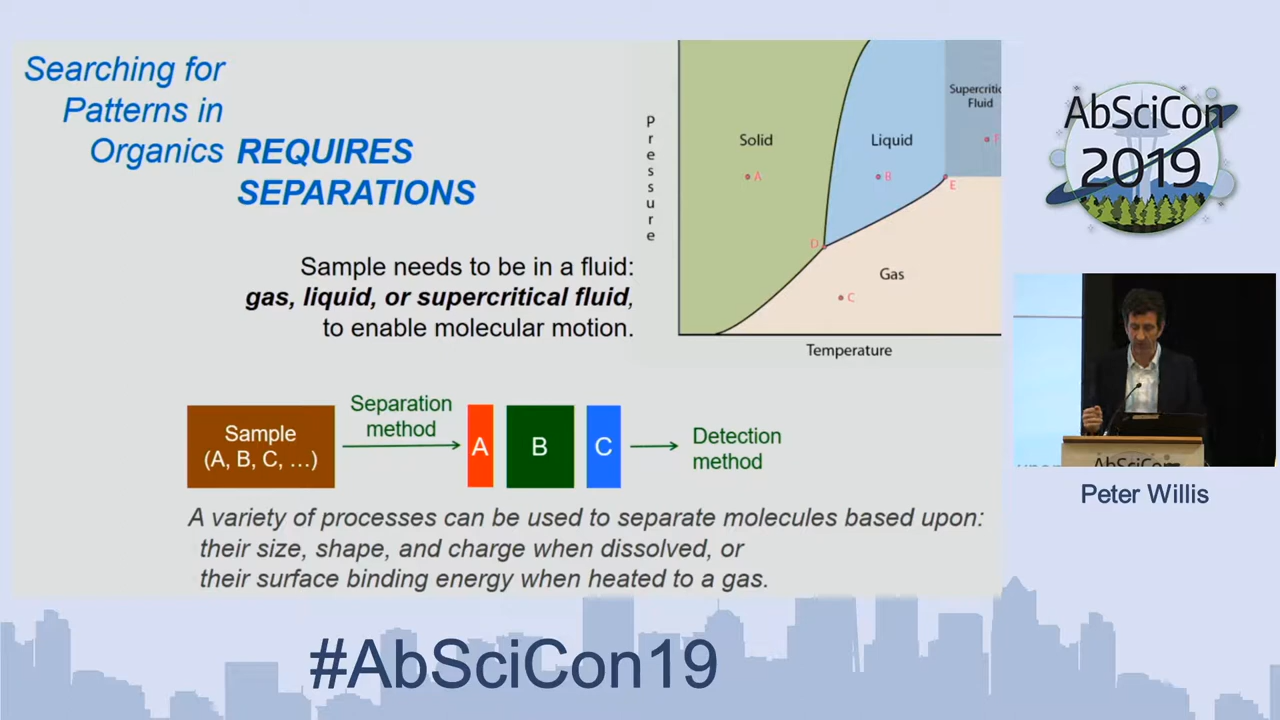 Searching for
Patterns in
Organics
REQUIRES
SEPARATIONS
Sample needs to be in a fluid:
gas, liquid, or supercritical fluid,
to enable molecular motion.
Pressure
Solid
Liquid
Supercritic
Fluid
A
B
F
E
D
Gas
C
Temperature
Sample
(A, B, C, …)
Separation
method
A
B
C
Detection
method
A variety of processes can be used to separate molecules based upon:
their size, shape, and charge when dissolved, or
their surface binding energy when heated to a gas.
AbSciCon
2019
AbSciCon
Peter Willis
#AbSciCon19